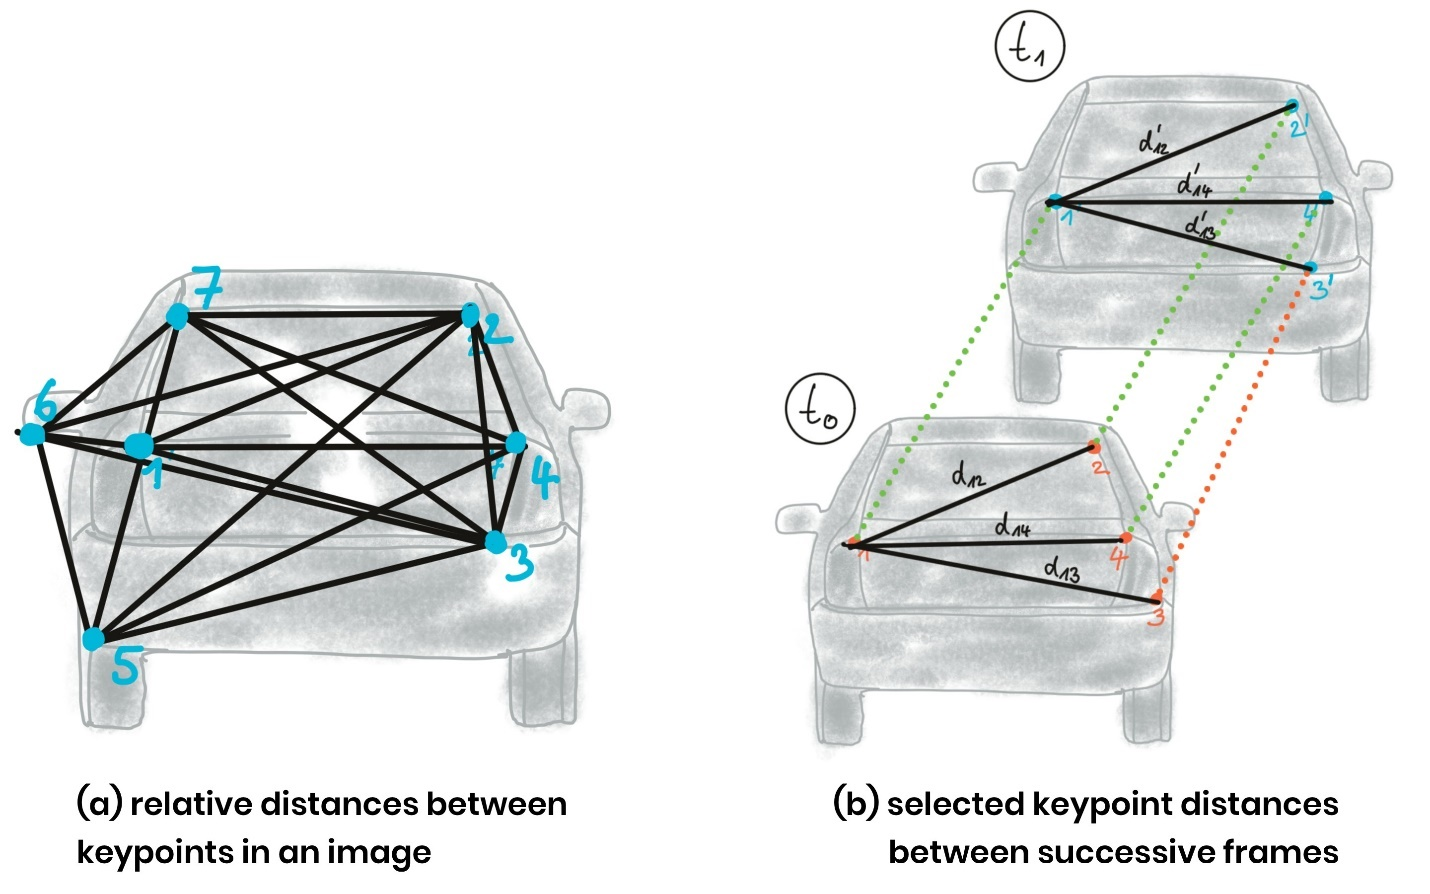 7
2
6
1
4
3
5
(a) relative distances between
keypoints in an image
t₁
2'
d'₁₂
d'₁₄
1
4
d'₁₃
3'
t₀
2
d₁₂
d₁₄
1
4
d₁₃
3
(b) selected keypoint distances
between successive frames